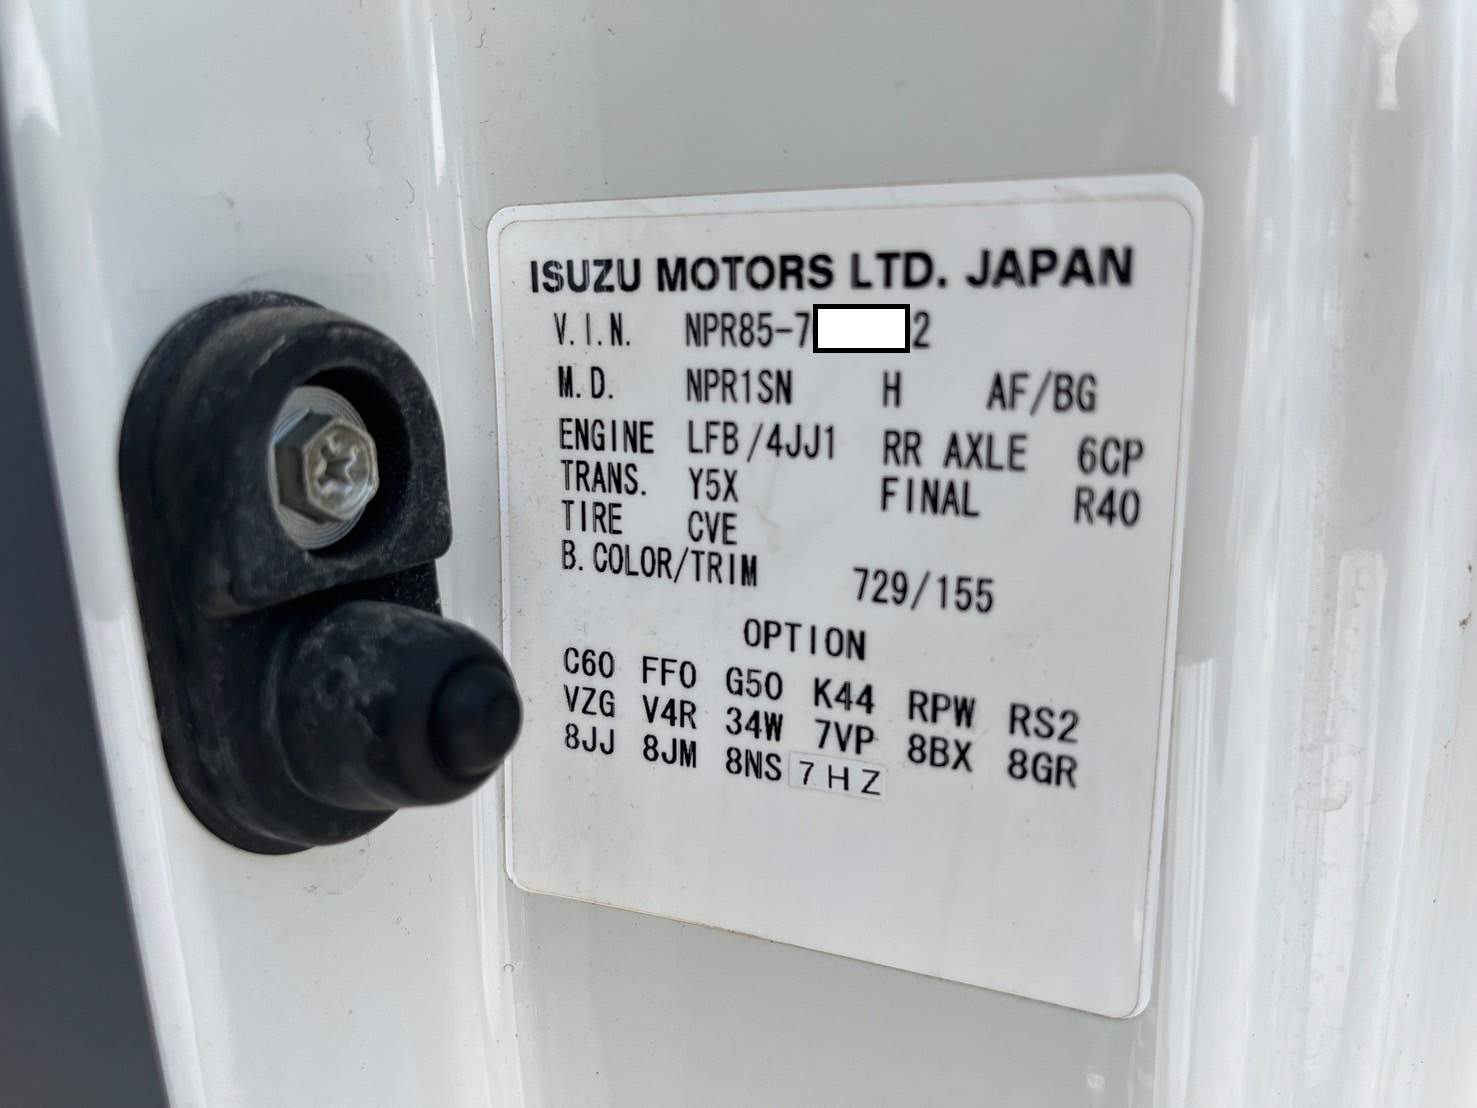 ISUZU MOTORS LTD. JAPAN
V.I.N. NPR85-7 2
M.D. NPR1SN H AF/BG
ENGINE LFB/4JJ1 RR AXLE 6CP
TRANS. Y5X FINAL R40
TIRE CVE
B.COLOR/TRIM 729/155
OPTION
C60 FF0 G50 K44 RPW RS2
VZG V4R 34W 7VP 8BX 8GR
8JJ 8JM 8NS 7HZ